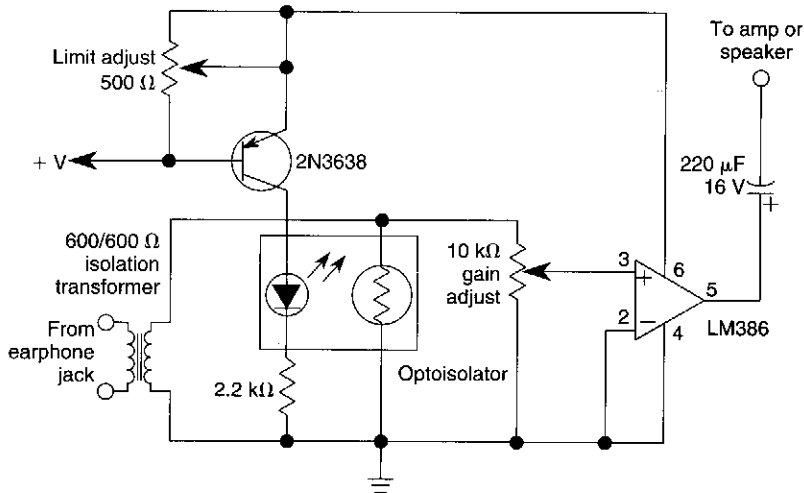 Limit adjust
500 Ω
To amp or
speaker
+ V
2N3638
220 μF
16 V
+
600/600 Ω
isolation
transformer
10 kΩ
gain
adjust
3
+
6
5
2
−
4
LM386
From
earphone
jack
2.2 kΩ
Optoisolator